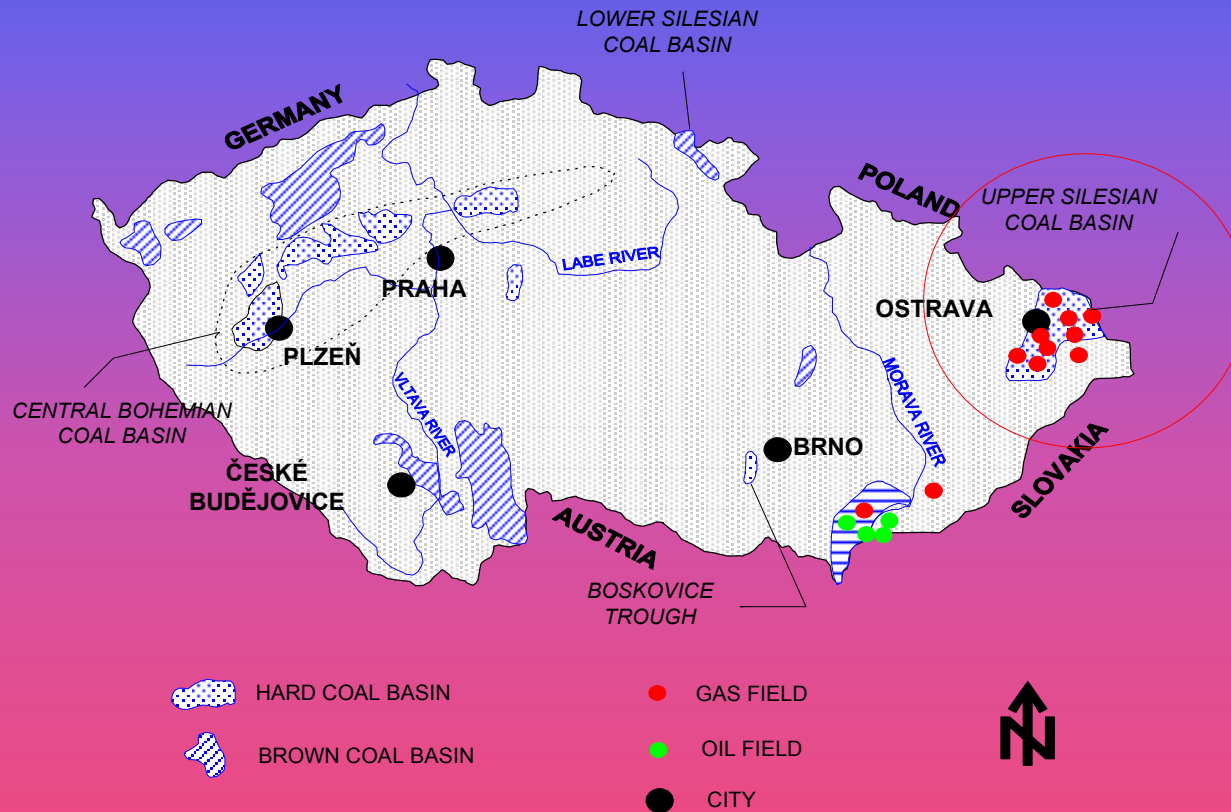 LOWER SILESIAN
COAL BASIN
GERMANY
POLAND
UPPER SILESIAN
COAL BASIN
LABE RIVER
PRAHA
OSTRAVA
PLZEŇ
VLTAVA RIVER
MORAVA RIVER
CENTRAL BOHEMIAN
COAL BASIN
BRNO
ČESKÉ
BUDĚJOVICE
SLOVAKIA
AUSTRIA
BOSKOVICE
TROUGH
HARD COAL BASIN
GAS FIELD
BROWN COAL BASIN
OIL FIELD
CITY
N